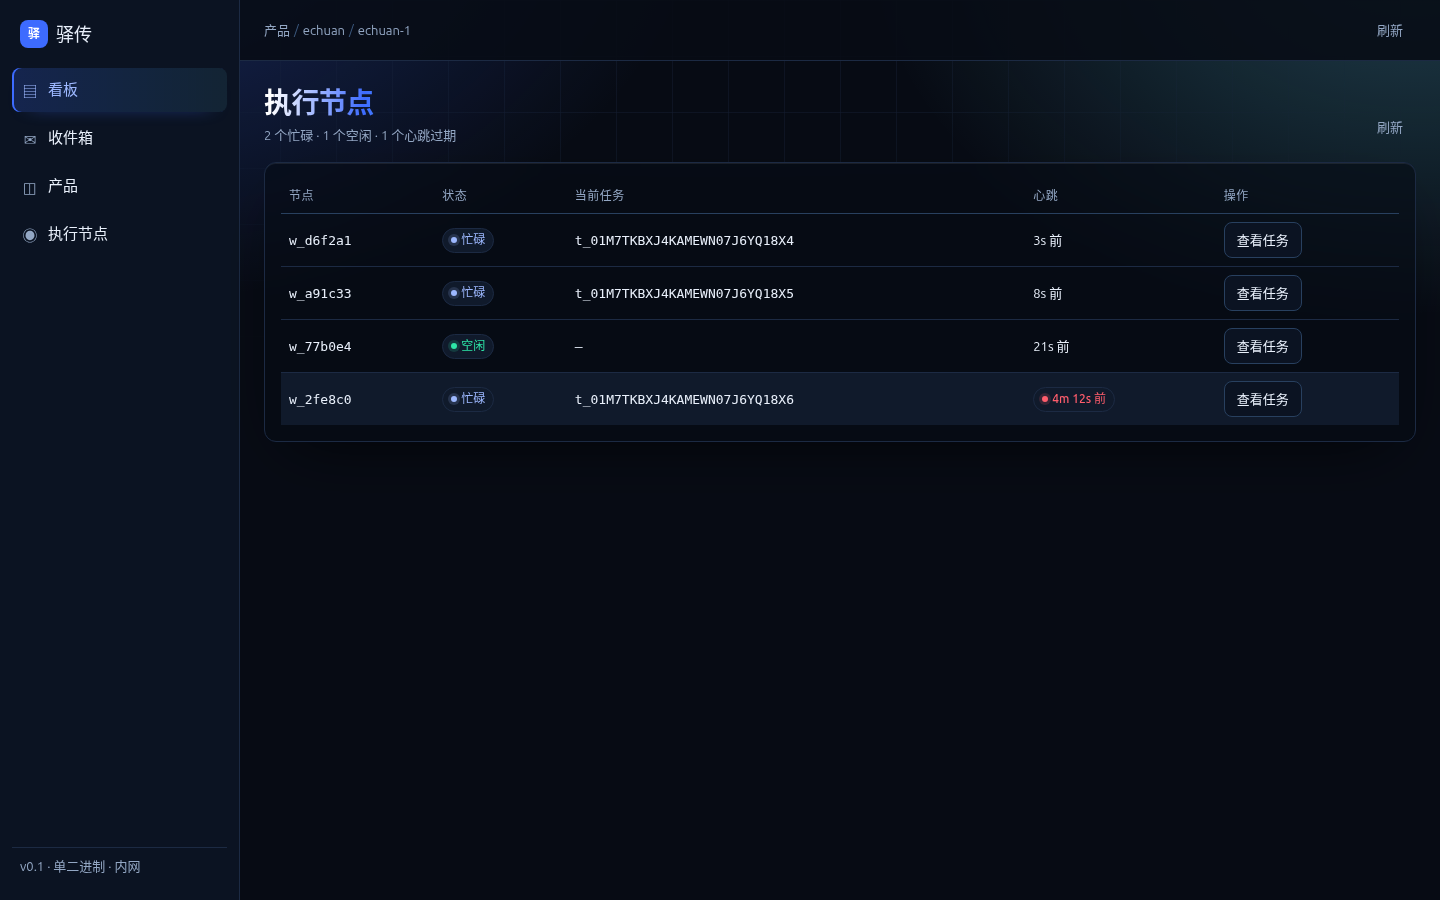 驿 驿传
看板
收件箱
产品
执行节点
v0.1 · 单二进制 · 内网
产品 / echuan / echuan-1
刷新
执行节点
2 个忙碌 · 1 个空闲 · 1 个心跳过期
刷新
节点 状态 当前任务 心跳 操作
w_d6f2a1 忙碌 t_01M7TKBXJ4KAMEWN07J6YQ18X4 3s 前 查看任务
w_a91c33 忙碌 t_01M7TKBXJ4KAMEWN07J6YQ18X5 8s 前 查看任务
w_77b0e4 空闲 — 21s 前 查看任务
w_2fe8c0 忙碌 t_01M7TKBXJ4KAMEWN07J6YQ18X6 4m 12s 前 查看任务